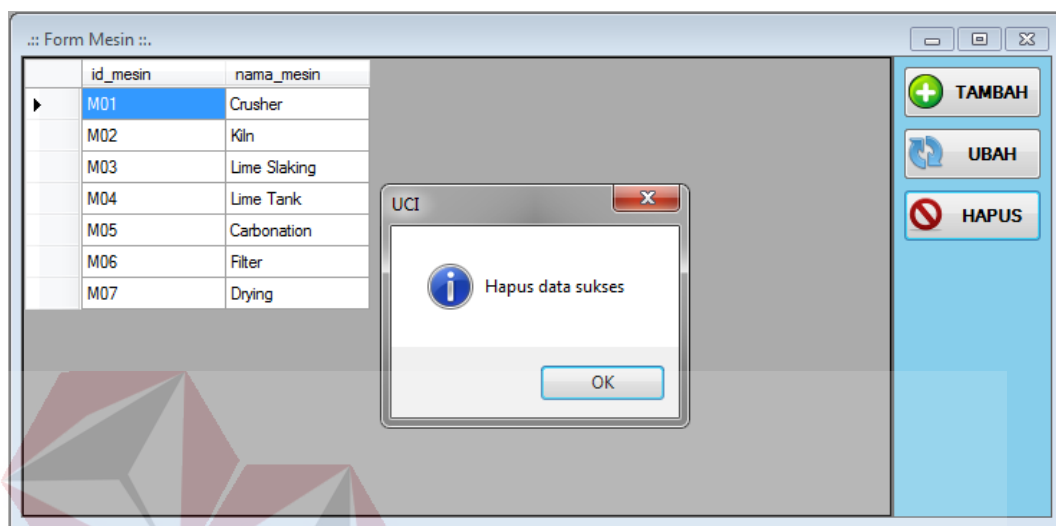 .:: Form Mesin ::.
id_mesin nama_mesin
M01 Crusher
M02 Kiln
M03 Lime Slaking
M04 Lime Tank
M05 Carbonation
M06 Filter
M07 Drying
TAMBAH
UBAH
HAPUS
UCI
Hapus data sukses
OK